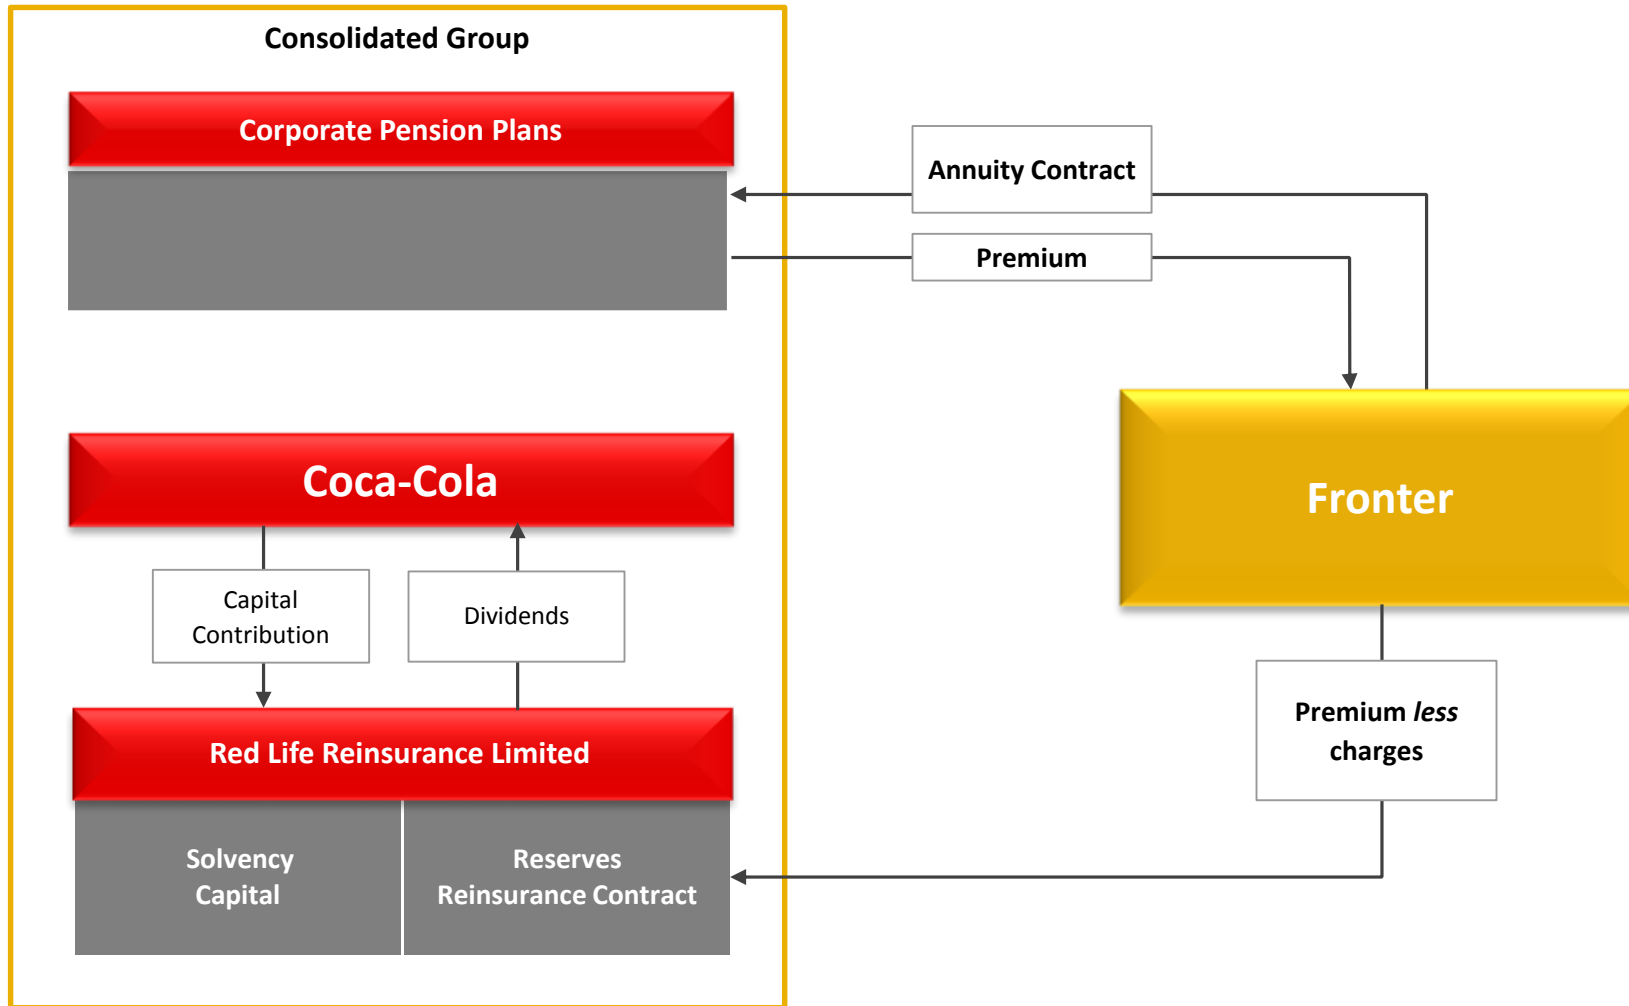 Consolidated Group
Corporate Pension Plans
Annuity Contract
Premium
Coca-Cola
Fronter
Capital
Contribution
Dividends
Premium less
charges
Red Life Reinsurance Limited
Solvency
Capital
Reserves
Reinsurance Contract